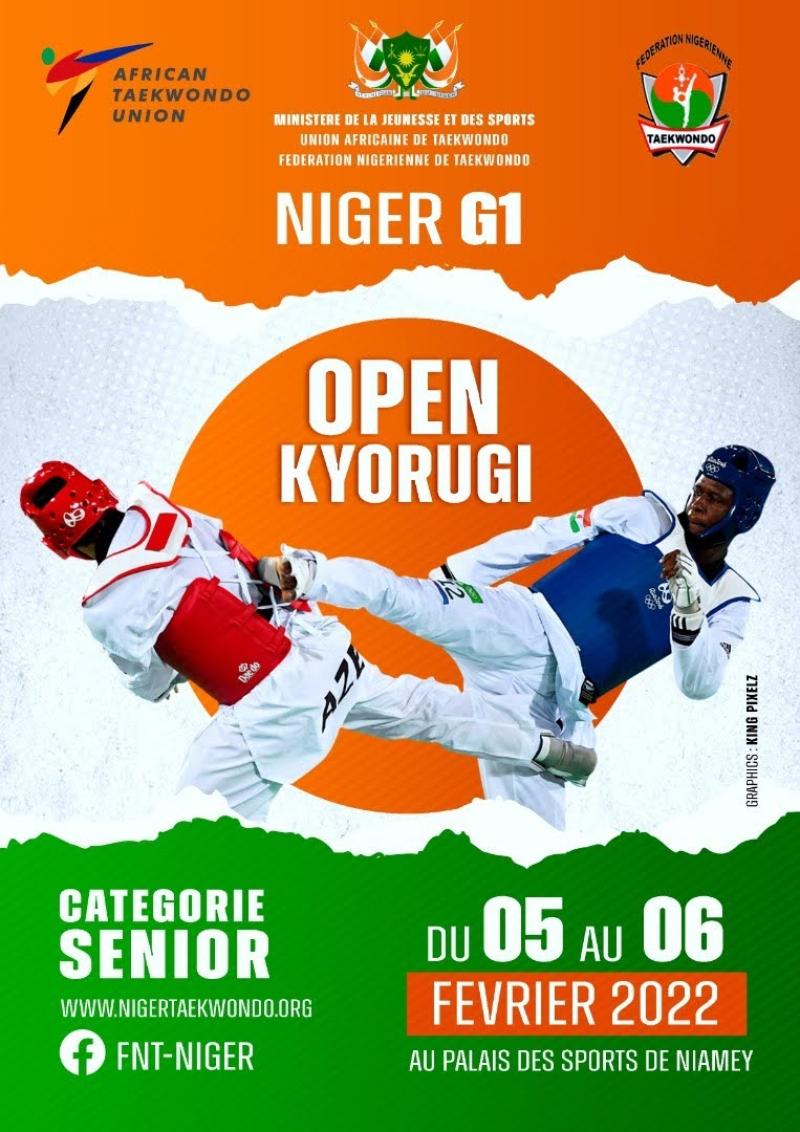 AFRICAN
TAEKWONDO
UNION
MINISTERE DE LA JEUNESSE ET DES SPORTS
UNION AFRICAINE DE TAEKWONDO
FEDERATION NIGERIENNE DE TAEKWONDO
FEDERATION NIGERIENNE
TAEKWONDO
NIGER G1
OPEN
KYORUGI
AZE
GRAPHICS : KING PIXELZ
CATEGORIE
SENIOR
WWW.NIGERTAEKWONDO.ORG
FNT-NIGER
DU 05 AU 06
FEVRIER 2022
AU PALAIS DES SPORTS DE NIAMEY